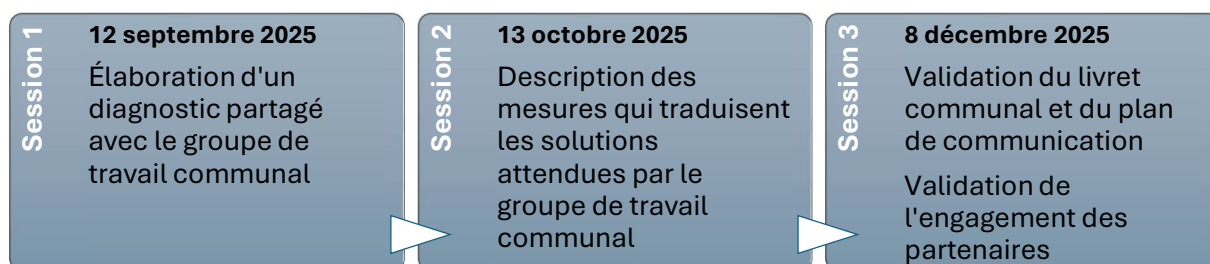 Session 1
12 septembre 2025
Élaboration d'un
diagnostic partagé
avec le groupe de
travail communal
Session 2
13 octobre 2025
Description des
mesures qui traduisent
les solutions
attendues par le
groupe de travail
communal
Session 3
8 décembre 2025
Validation du livret
communal et du plan
de communication
Validation de
l'engagement des
partenaires